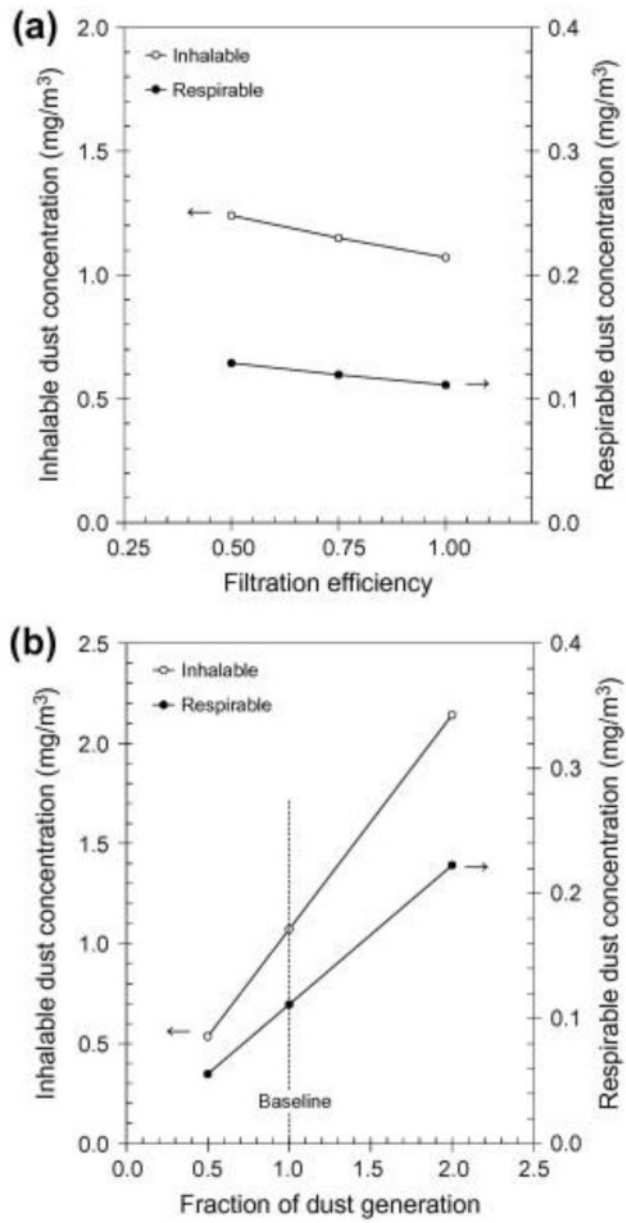 (a)
2.0
1.5
1.0
0.5
0.0
Inhalable dust concentration (mg/m³)
Inhalable
Respirable
0.4
0.3
0.2
0.1
0.0
Respirable dust concentration (mg/m³)
0.25 0.50 0.75 1.00
Filtration efficiency
(b)
2.5
2.0
1.5
1.0
0.5
0.0
Inhalable dust concentration (mg/m³)
Inhalable
Respirable
Baseline
0.4
0.3
0.2
0.1
0.0
Respirable dust concentration (mg/m³)
0.0 0.5 1.0 1.5 2.0 2.5
Fraction of dust generation